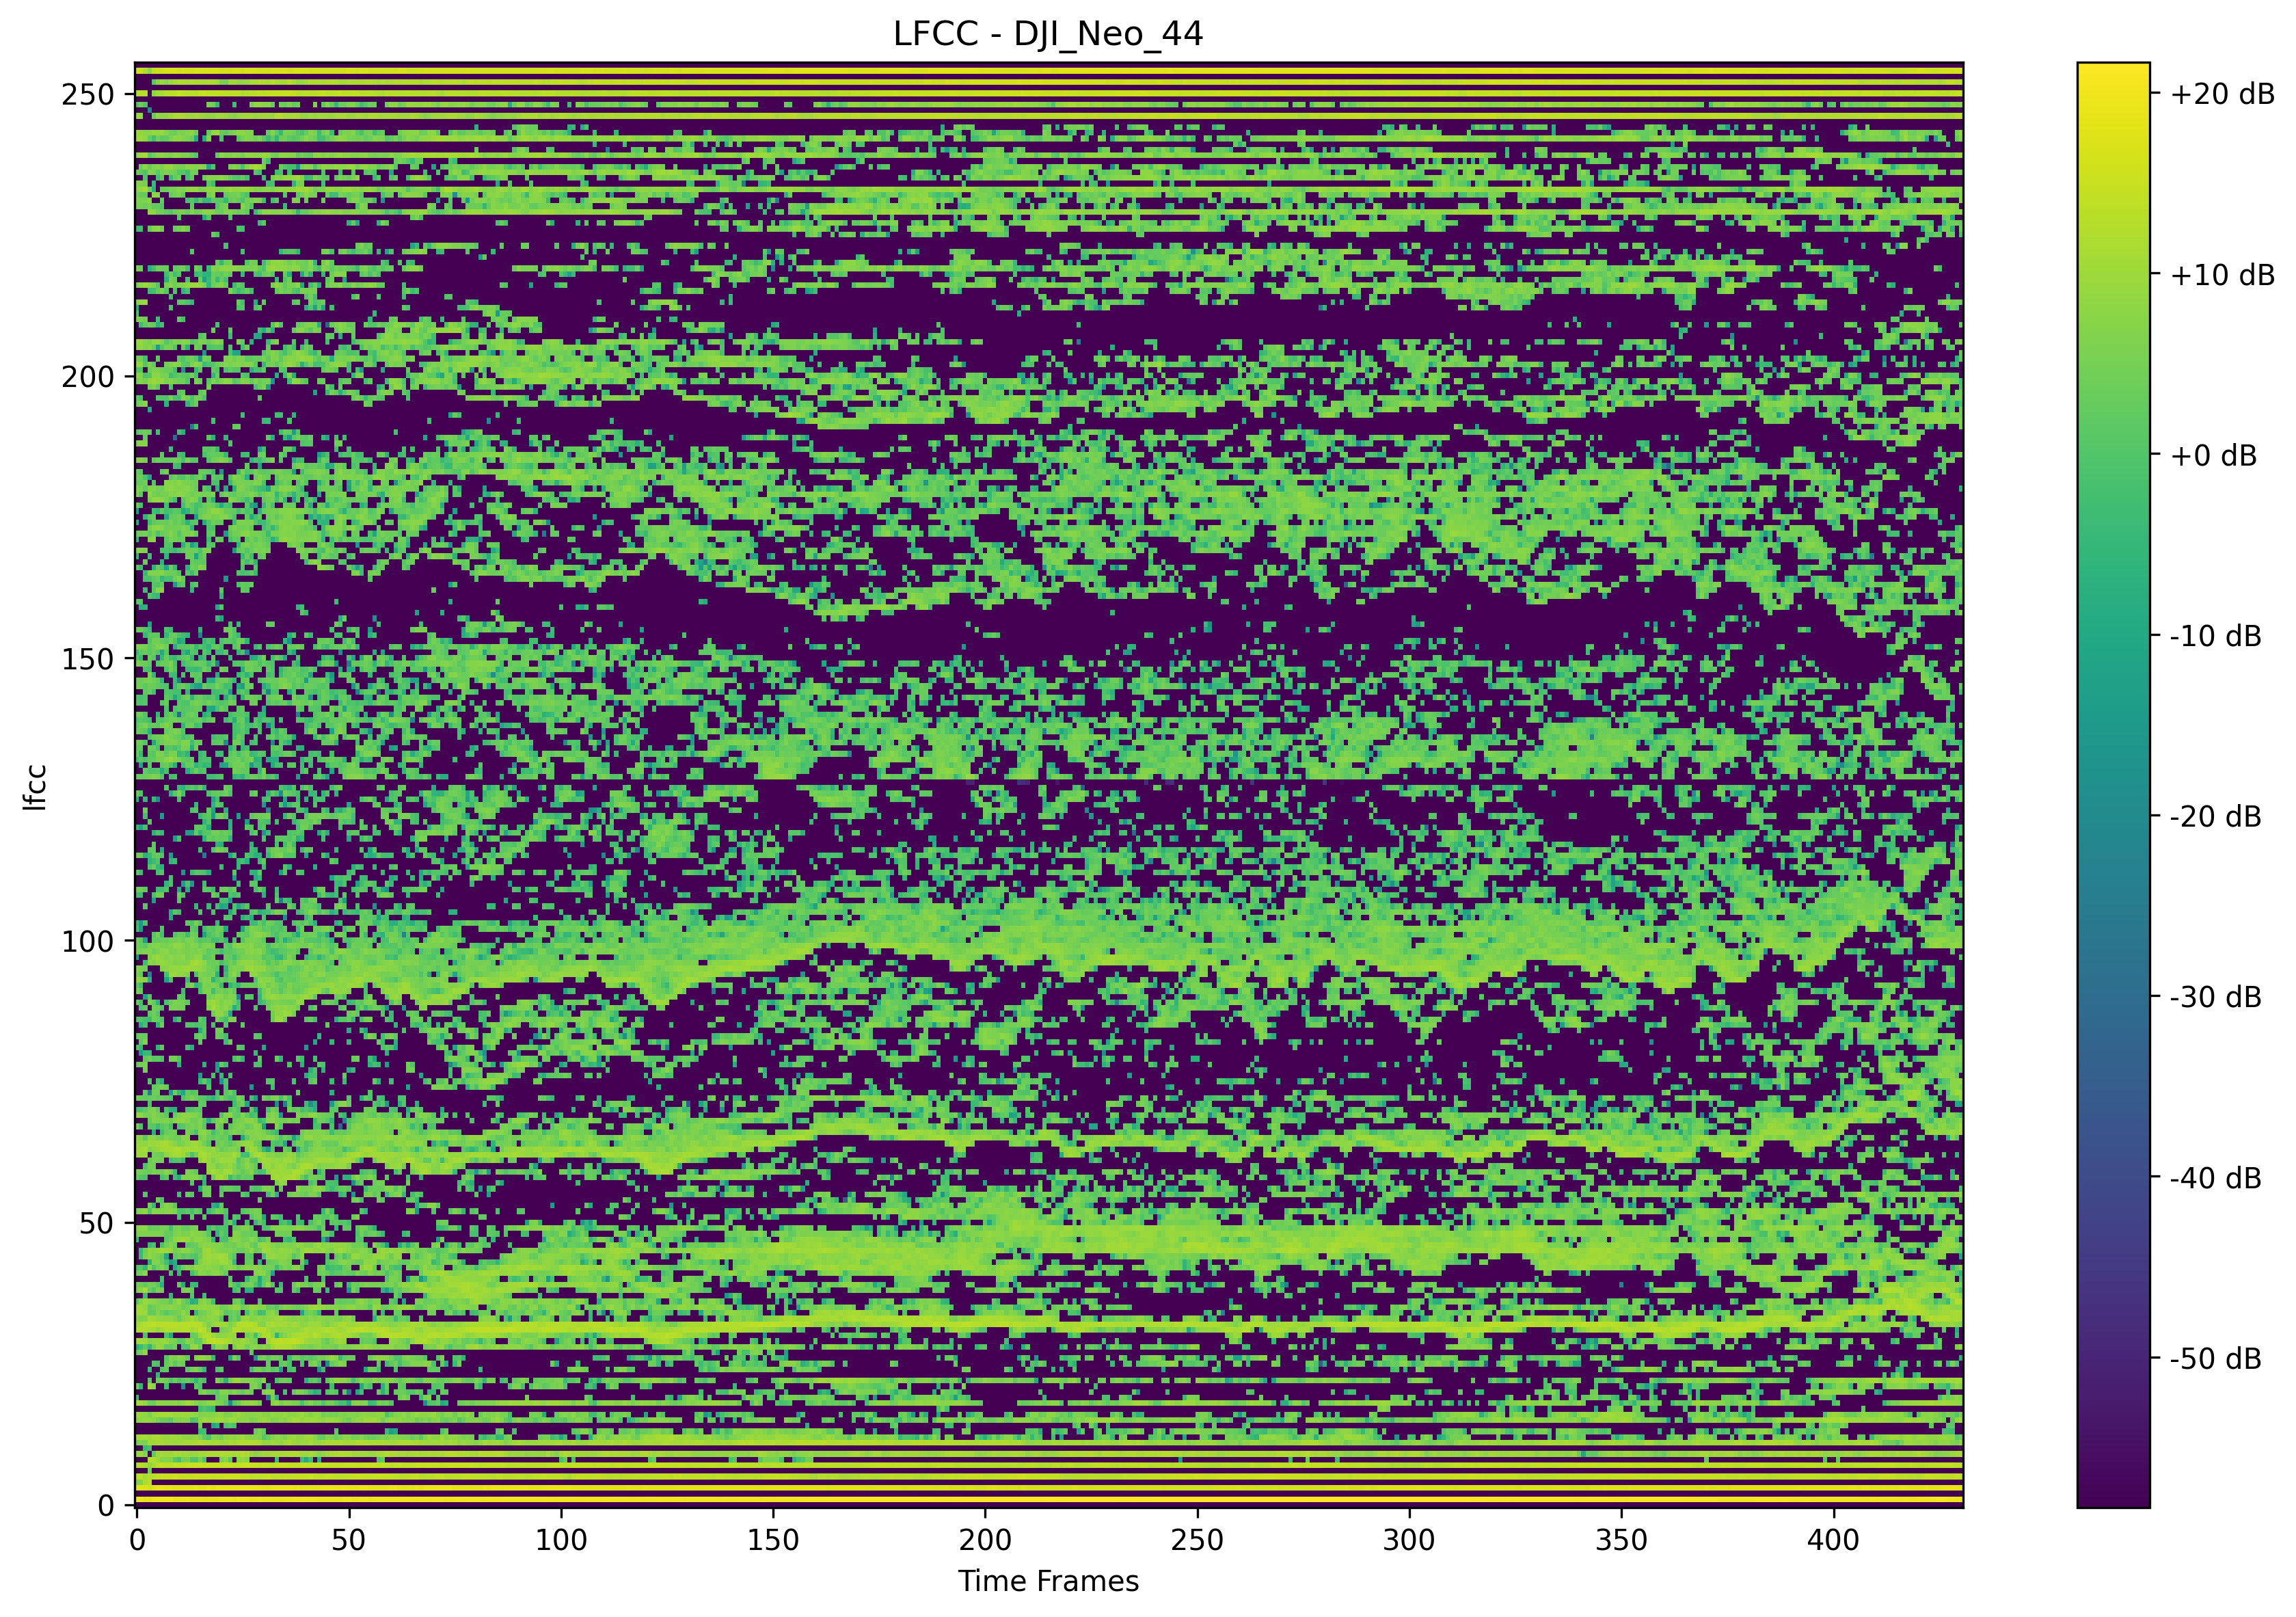 LFCC - DJI_Neo_44
250
200
150
100
50
0
lfcc
0 50 100 150 200 250 300 350 400
Time Frames
+20 dB
+10 dB
+0 dB
-10 dB
-20 dB
-30 dB
-40 dB
-50 dB